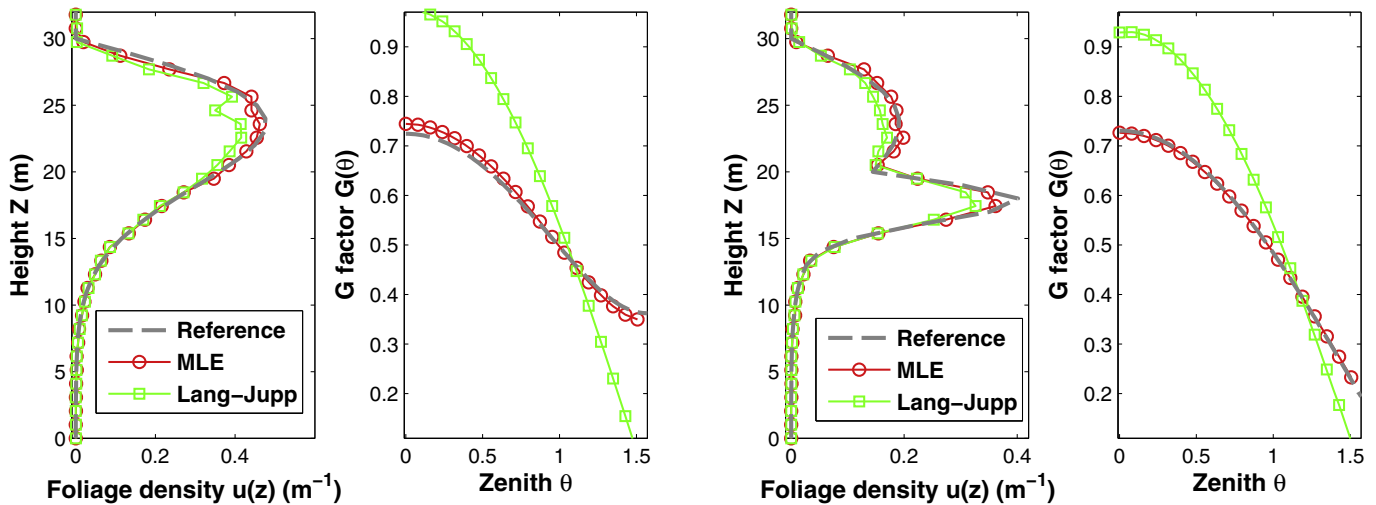 30
25
20
15
10
5
0
Height Z (m)
0 0.2 0.4
Foliage density u(z) (m⁻¹)
Reference
MLE
Lang−Jupp
0.9
0.8
0.7
0.6
0.5
0.4
0.3
0.2
G factor G(θ)
0 0.5 1 1.5
Zenith θ
30
25
20
15
10
5
0
Height Z (m)
0 0.2 0.4
Foliage density u(z) (m⁻¹)
Reference
MLE
Lang−Jupp
0.9
0.8
0.7
0.6
0.5
0.4
0.3
0.2
G factor G(θ)
0 0.5 1 1.5
Zenith θ